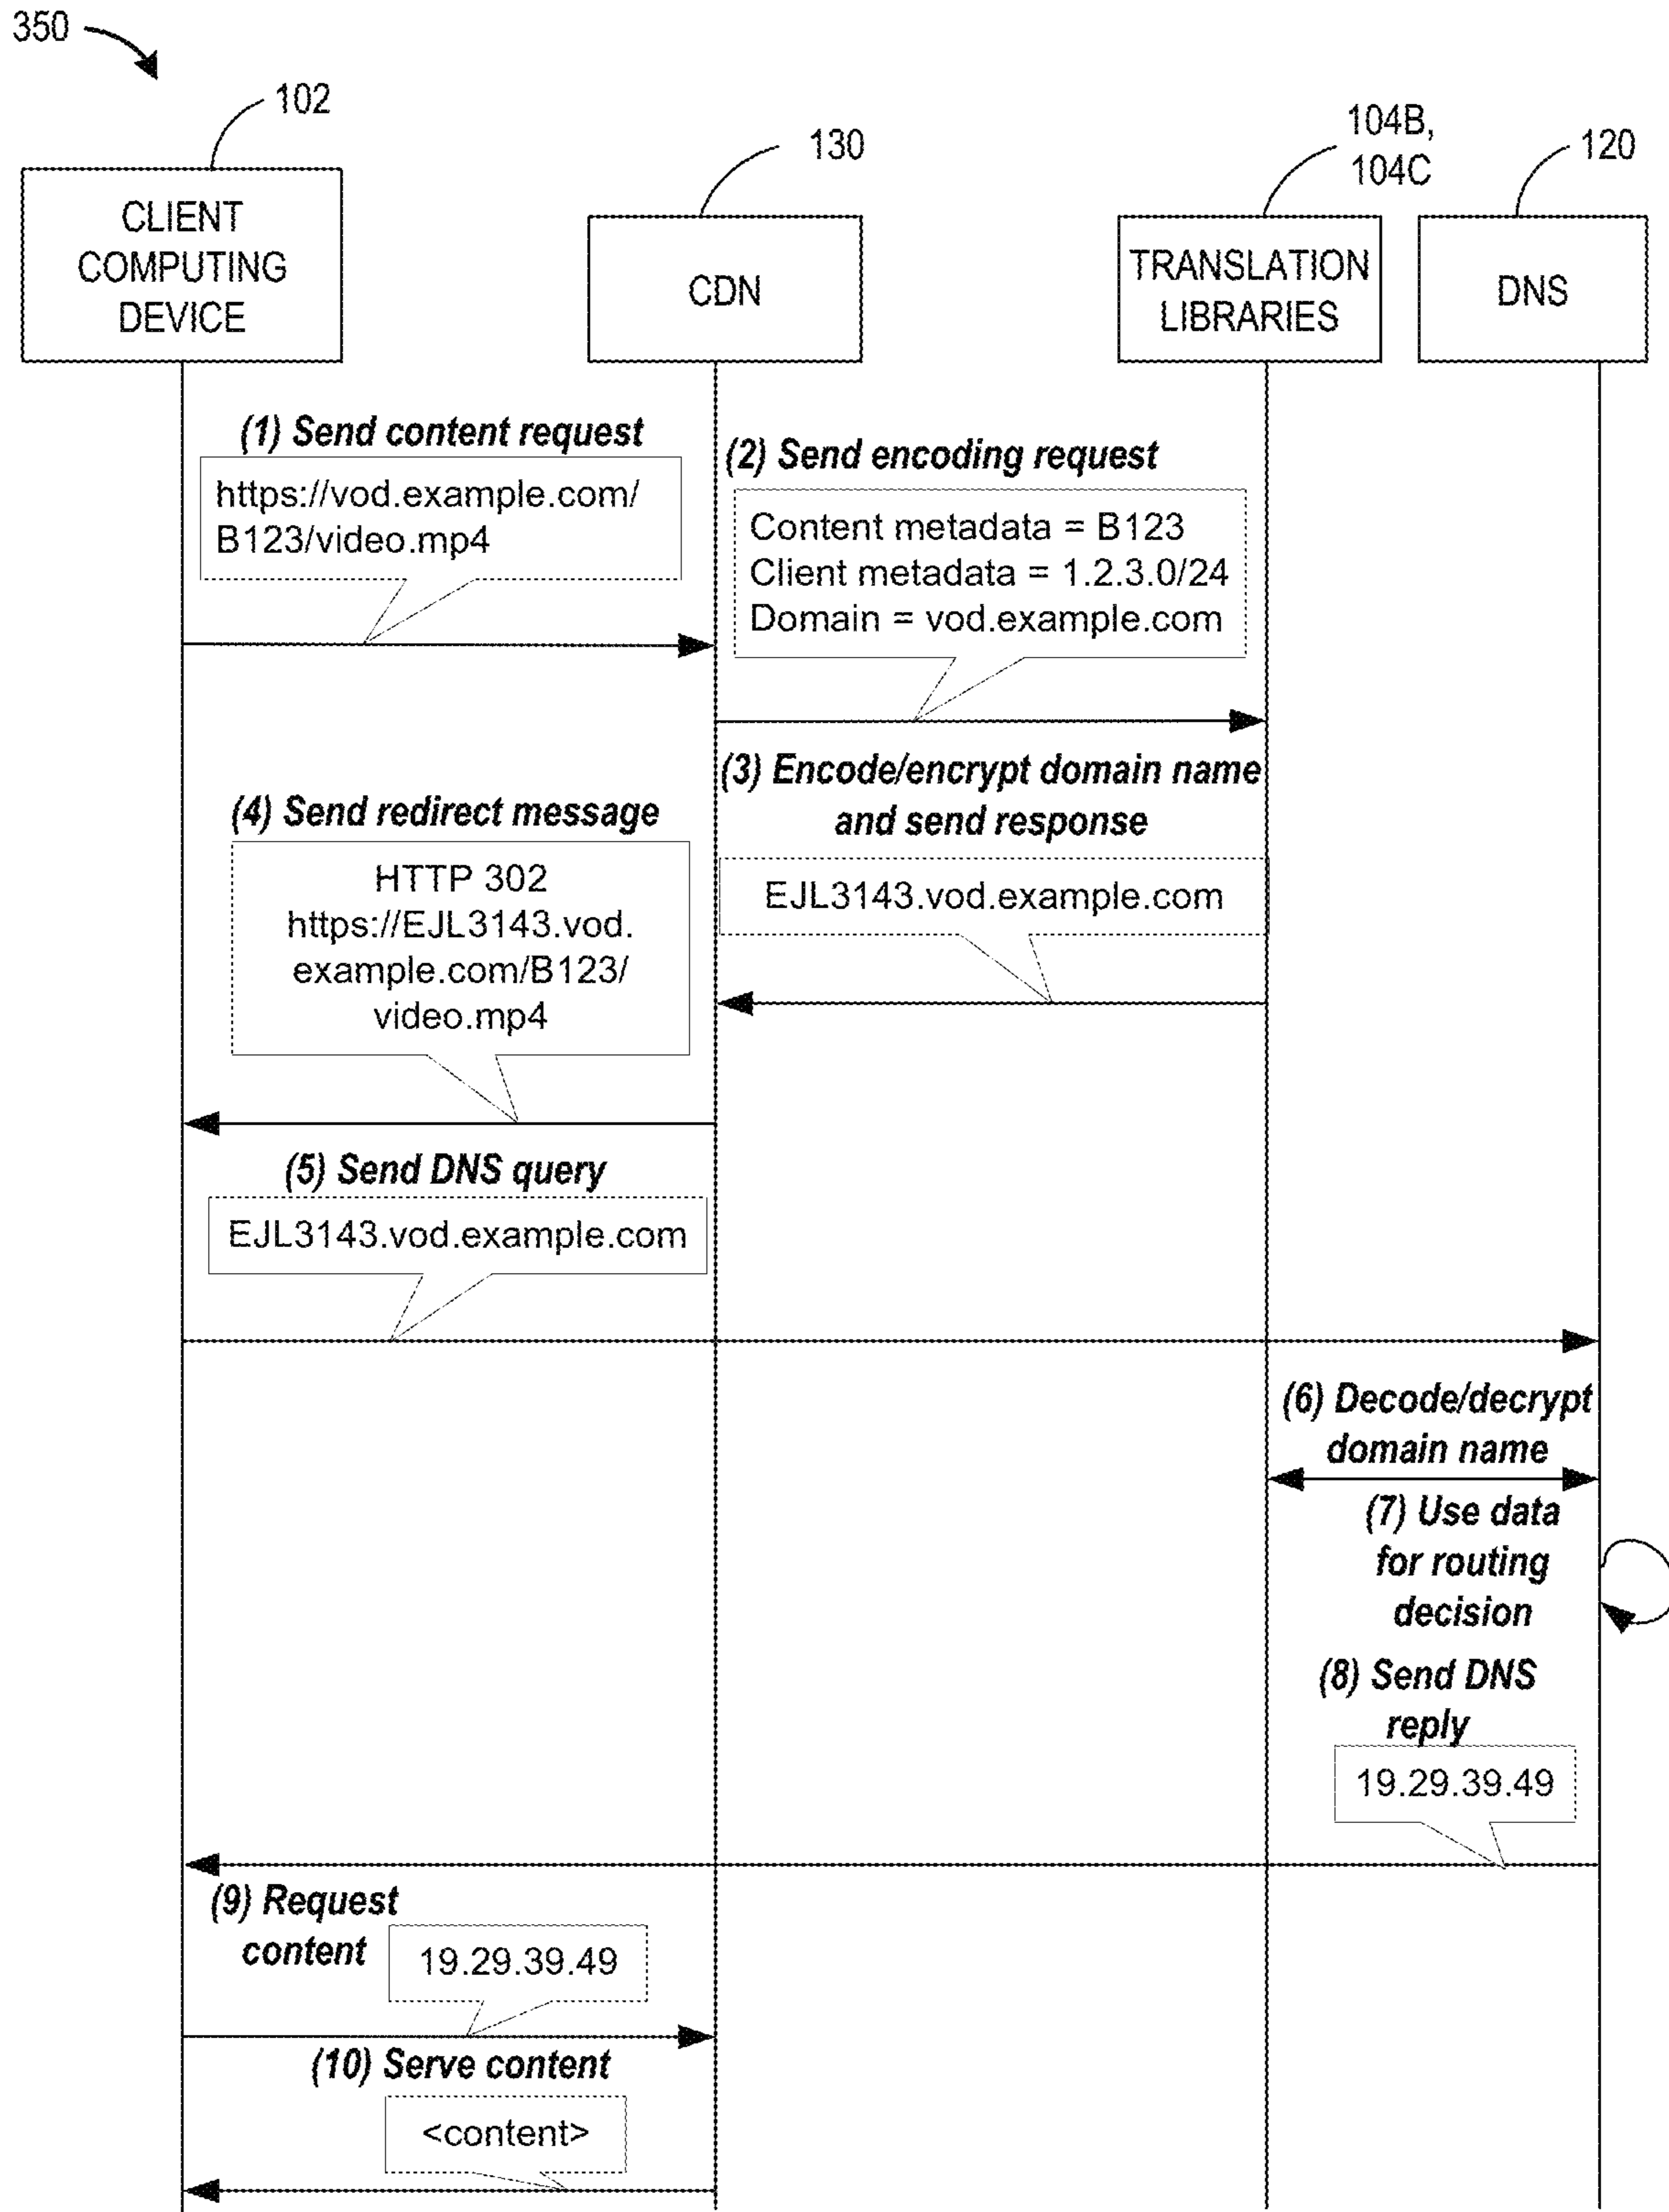 350
102
130
104B,
104C
120
CLIENT
COMPUTING
DEVICE
CDN
TRANSLATION
LIBRARIES
DNS
(1) Send content request
https://vod.example.com/
B123/video.mp4
(2) Send encoding request
Content metadata = B123
Client metadata = 1.2.3.0/24
Domain = vod.example.com
(3) Encode/encrypt domain name
and send response
EJL3143.vod.example.com
(4) Send redirect message
HTTP 302
https://EJL3143.vod.
example.com/B123/
video.mp4
(5) Send DNS query
EJL3143.vod.example.com
(6) Decode/decrypt
domain name
(7) Use data
for routing
decision
(8) Send DNS
reply
19.29.39.49
(9) Request
content
19.29.39.49
(10) Serve content
<content>